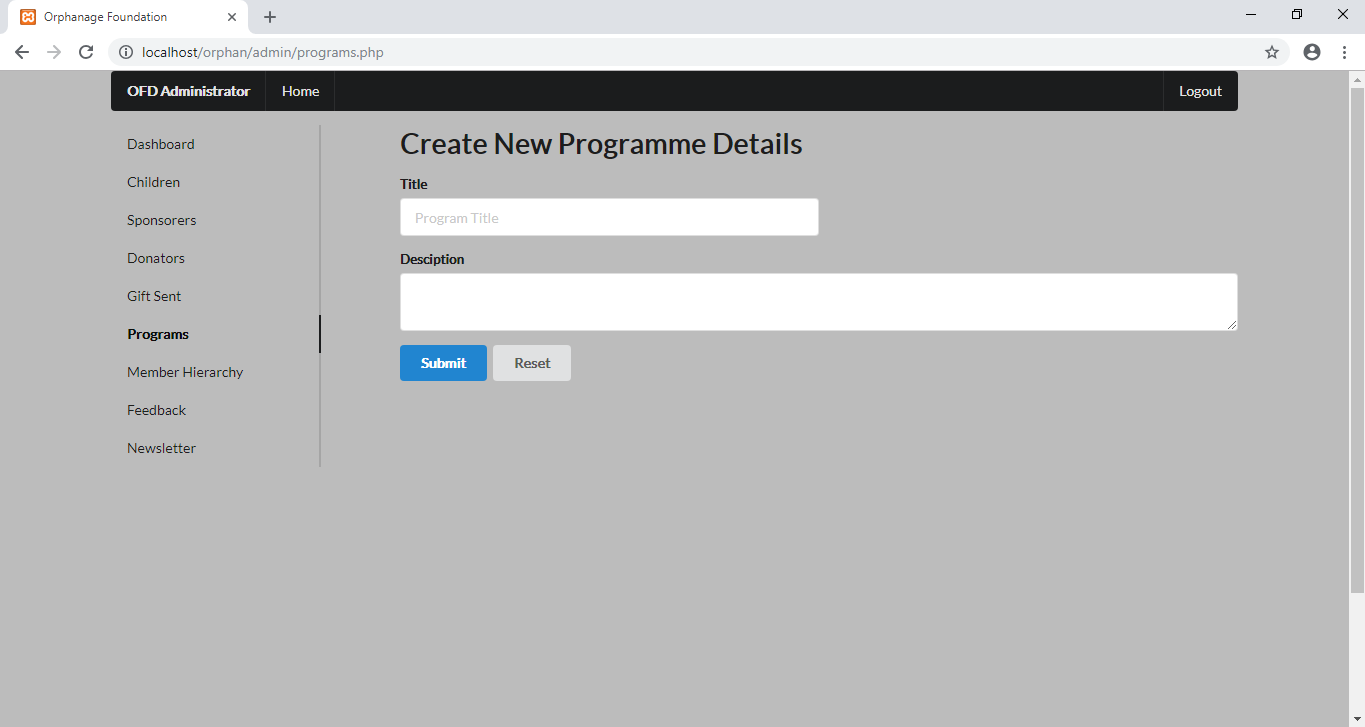 Orphanage Foundation
localhost/orphan/admin/programs.php
OFD Administrator Home Logout
Dashboard
Children
Sponsorers
Donators
Gift Sent
Programs
Member Hierarchy
Feedback
Newsletter
Create New Programme Details
Title
Program Title
Desciption
Submit Reset